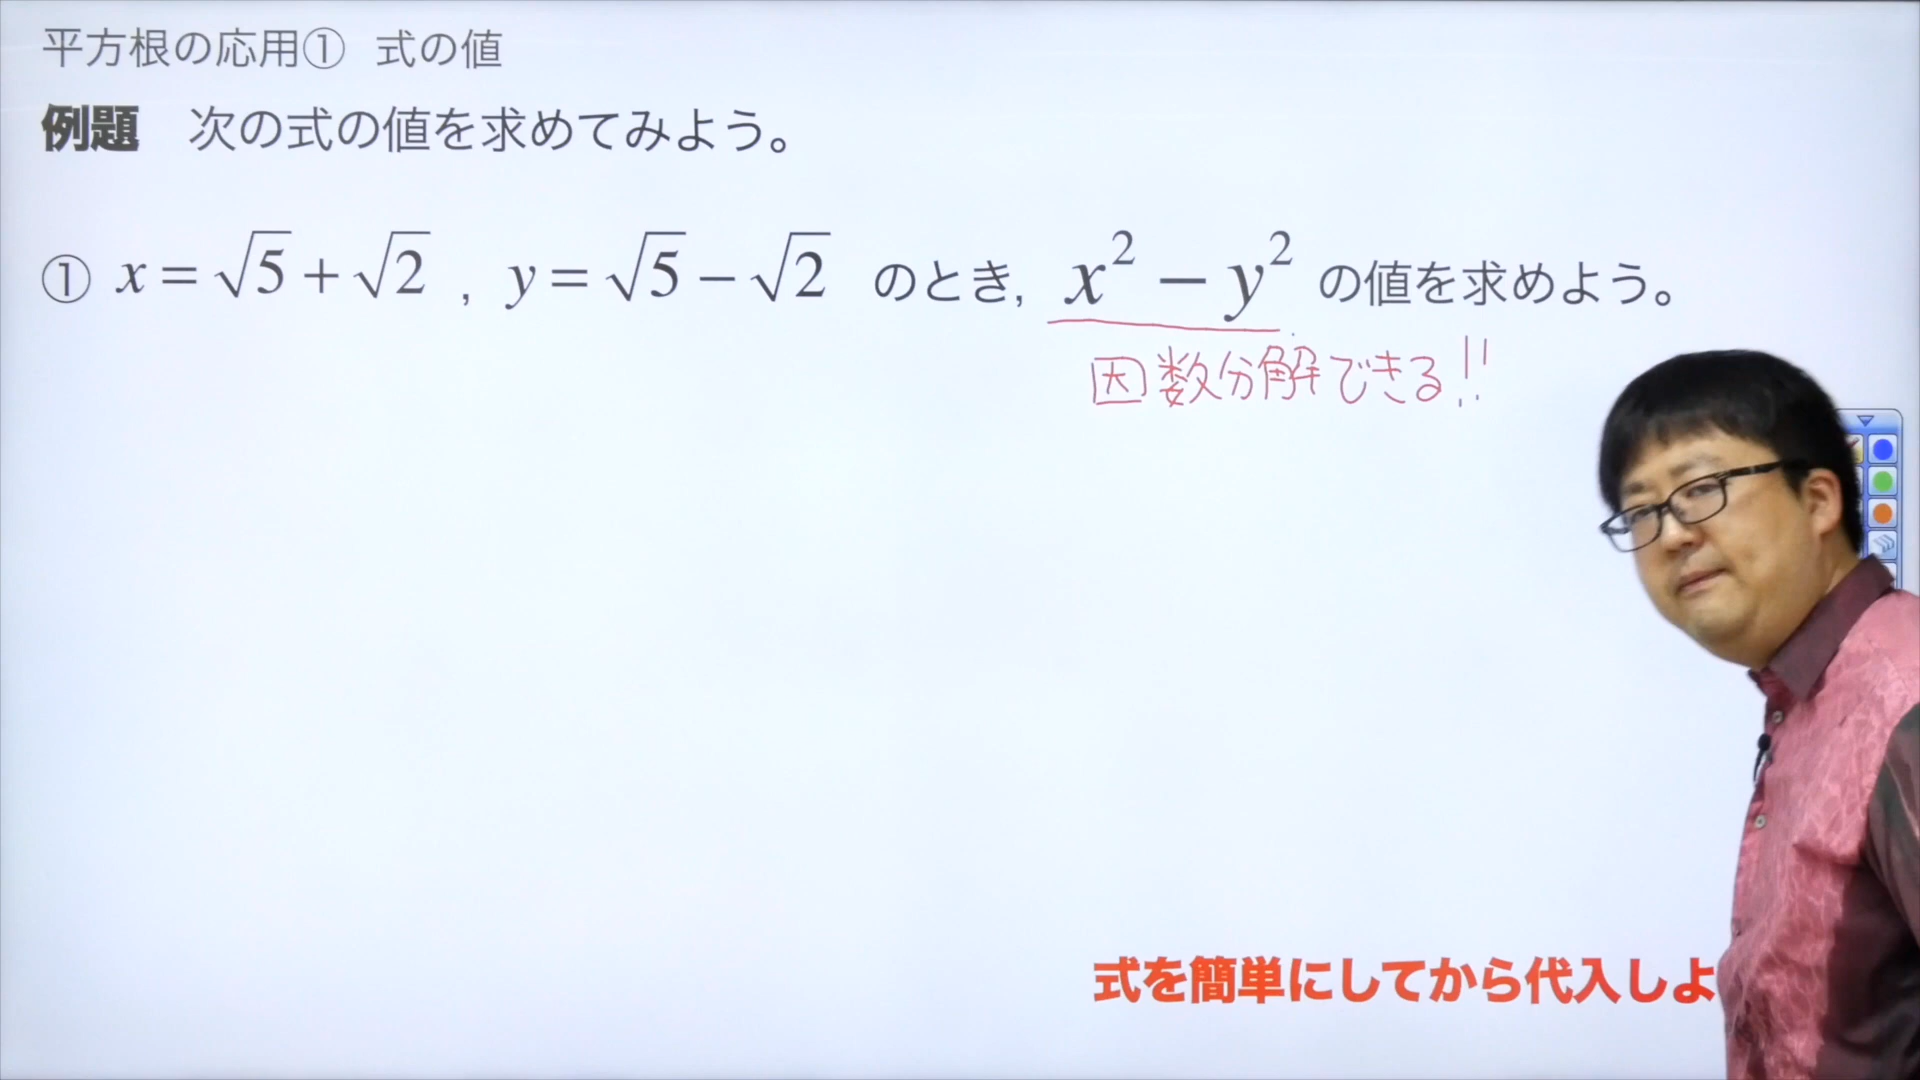 平方根の応用① 式の値
例題 次の式の値を求めてみよう。
① x = √5 + √2 , y = √5 − √2 のとき, x² − y² の値を求めよう。
因数分解できる!!
式を簡単にしてから代入しよ